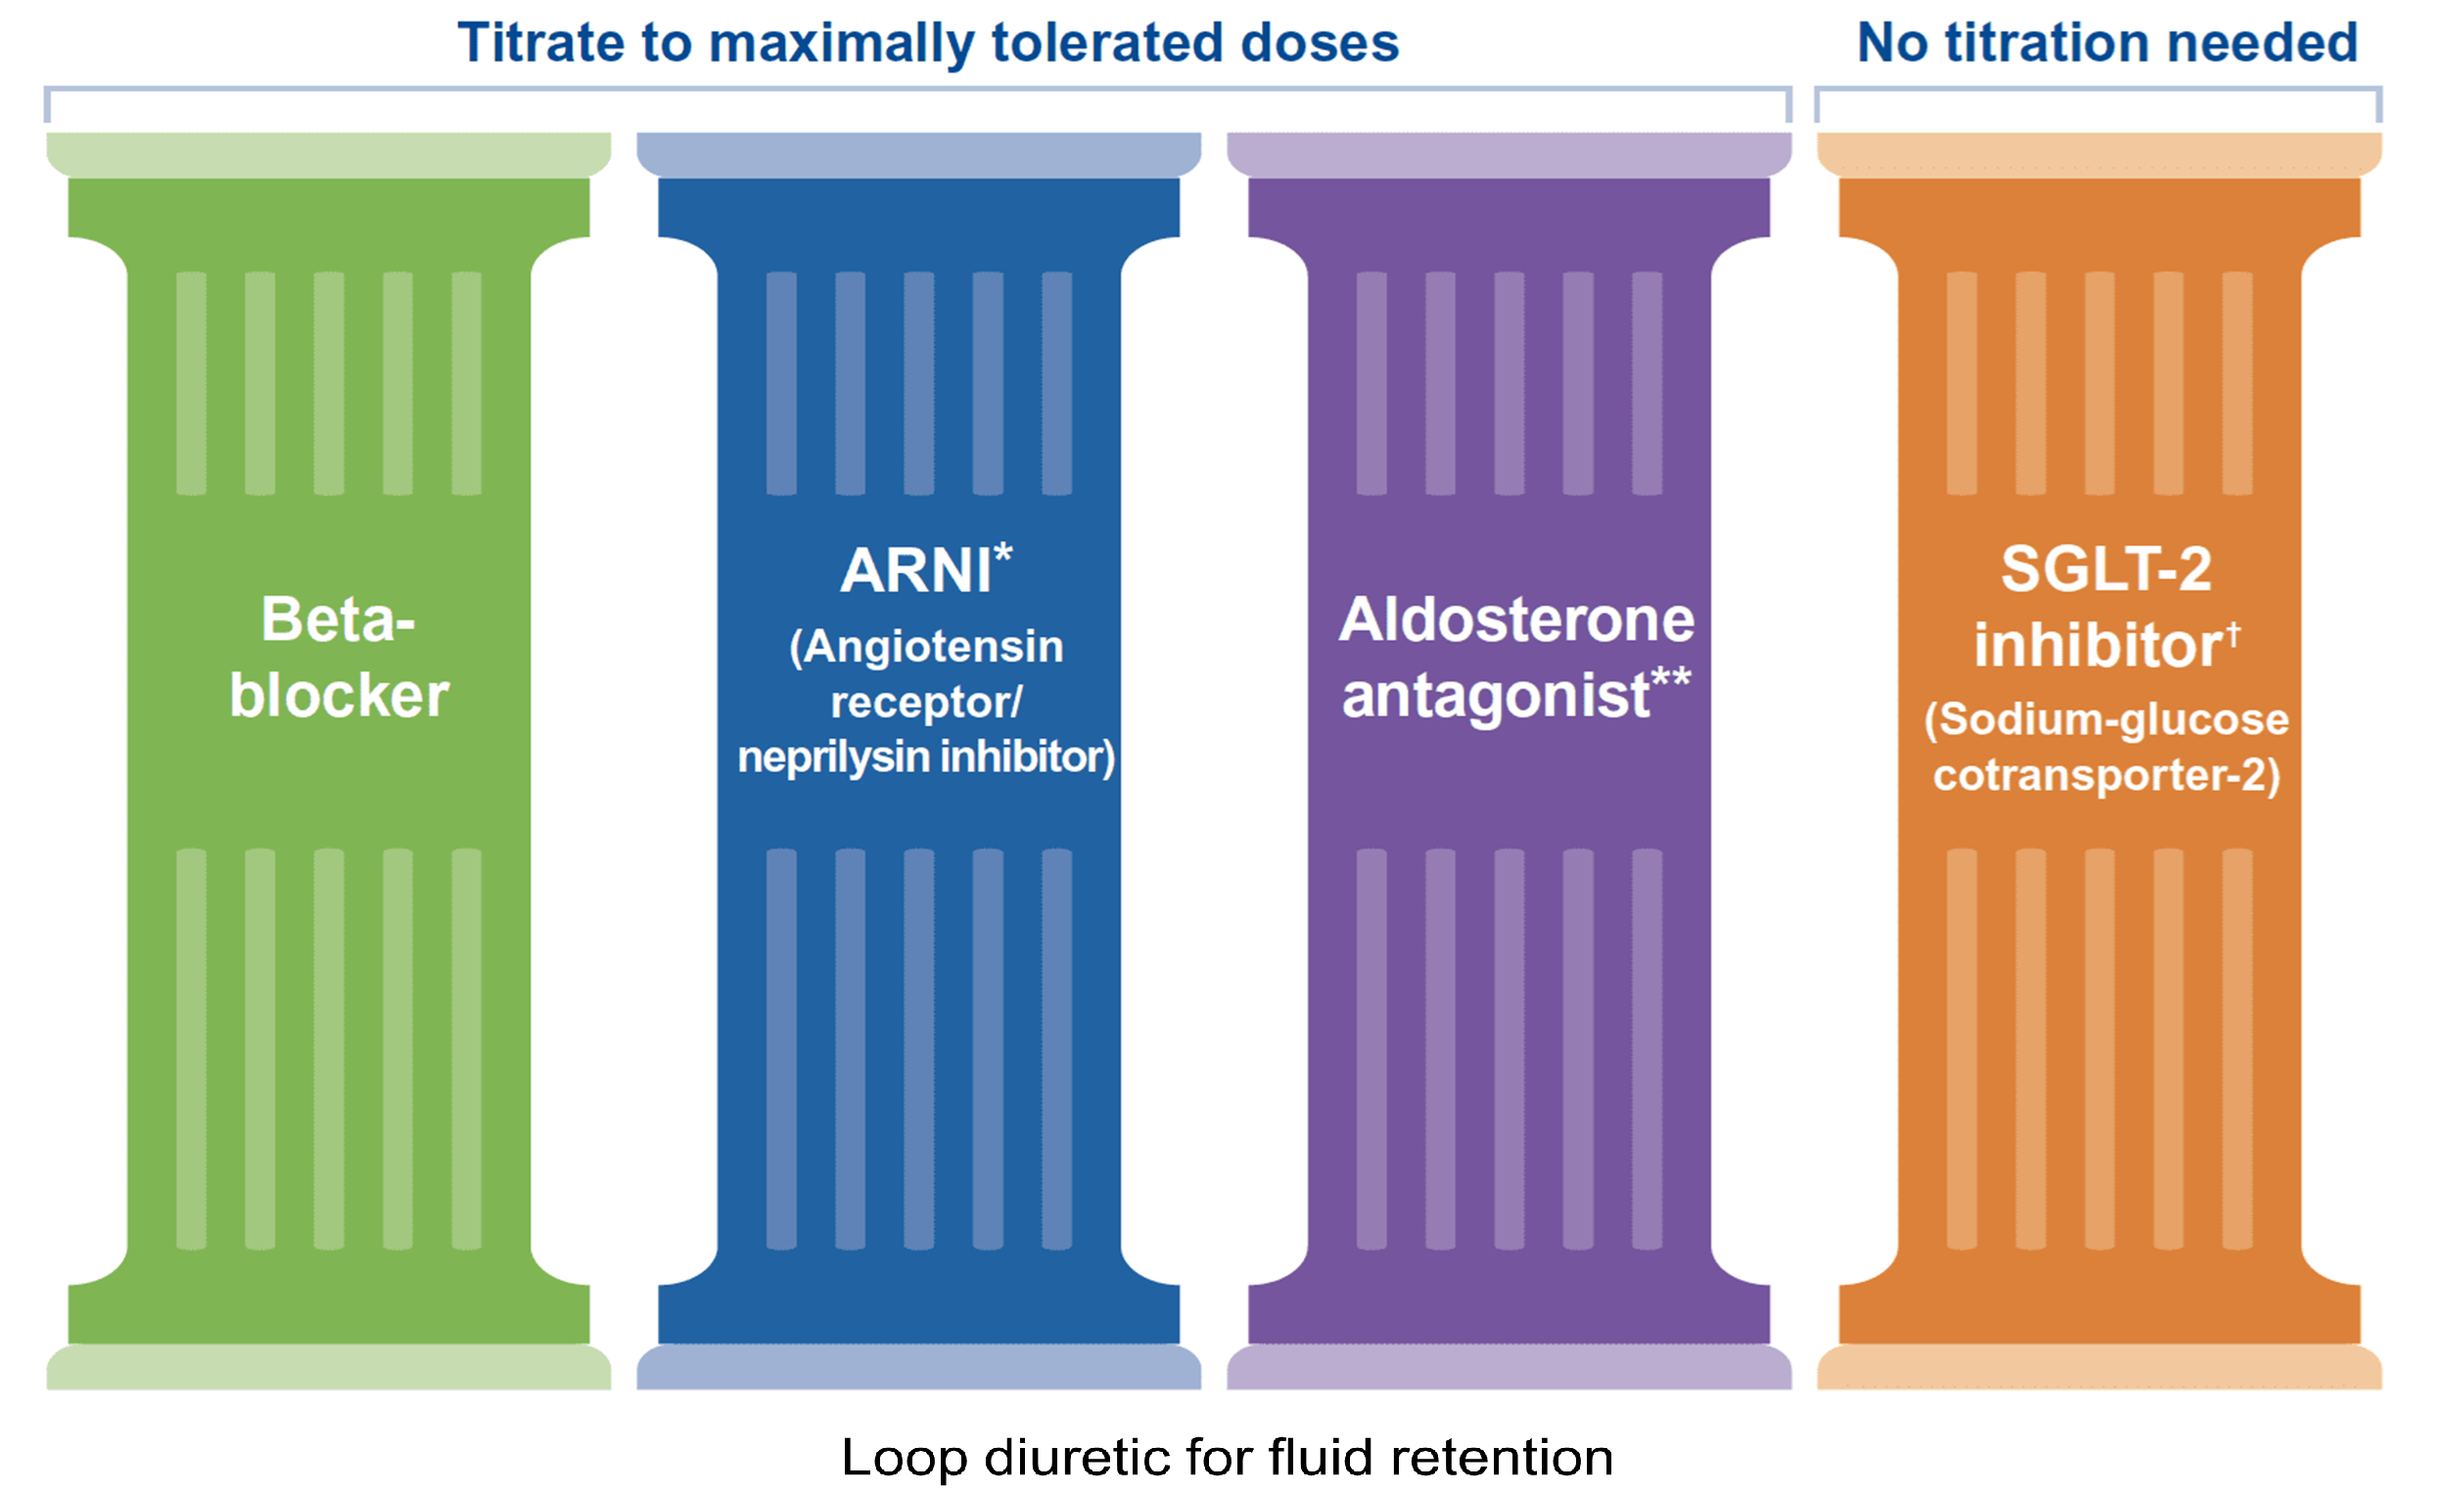 Titrate to maximally tolerated doses
No titration needed
Beta-
blocker
ARNI*
(Angiotensin
receptor/
neprilysin inhibitor)
Aldosterone
antagonist**
SGLT-2
inhibitor†
(Sodium-glucose
cotransporter-2)
Loop diuretic for fluid retention